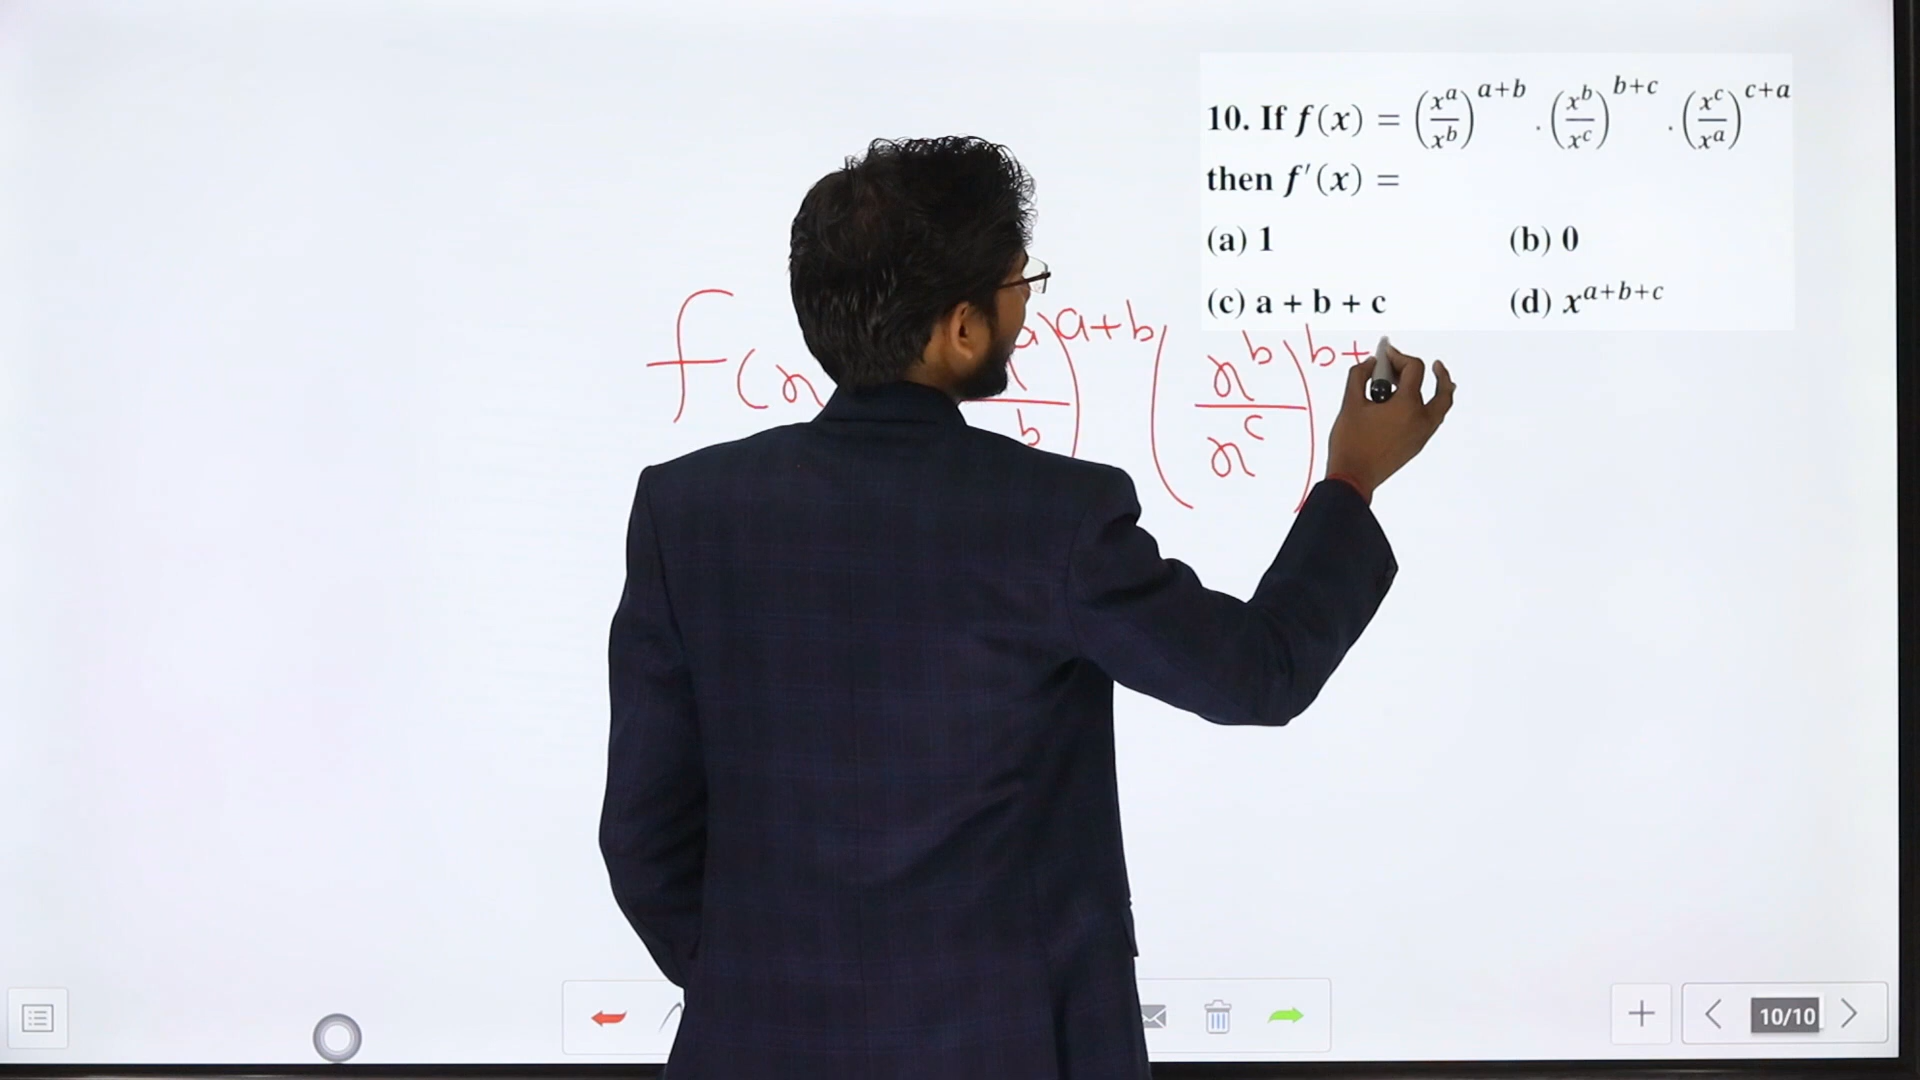 10. If f(x) = (x^a/x^b)^{a+b} . (x^b/x^c)^{b+c} . (x^c/x^a)^{c+a}
then f'(x) =
(a) 1 (b) 0
(c) a + b + c (d) x^{a+b+c}
f(x a)^{a+b} (x^b/x^c)^{b+
b
10/10